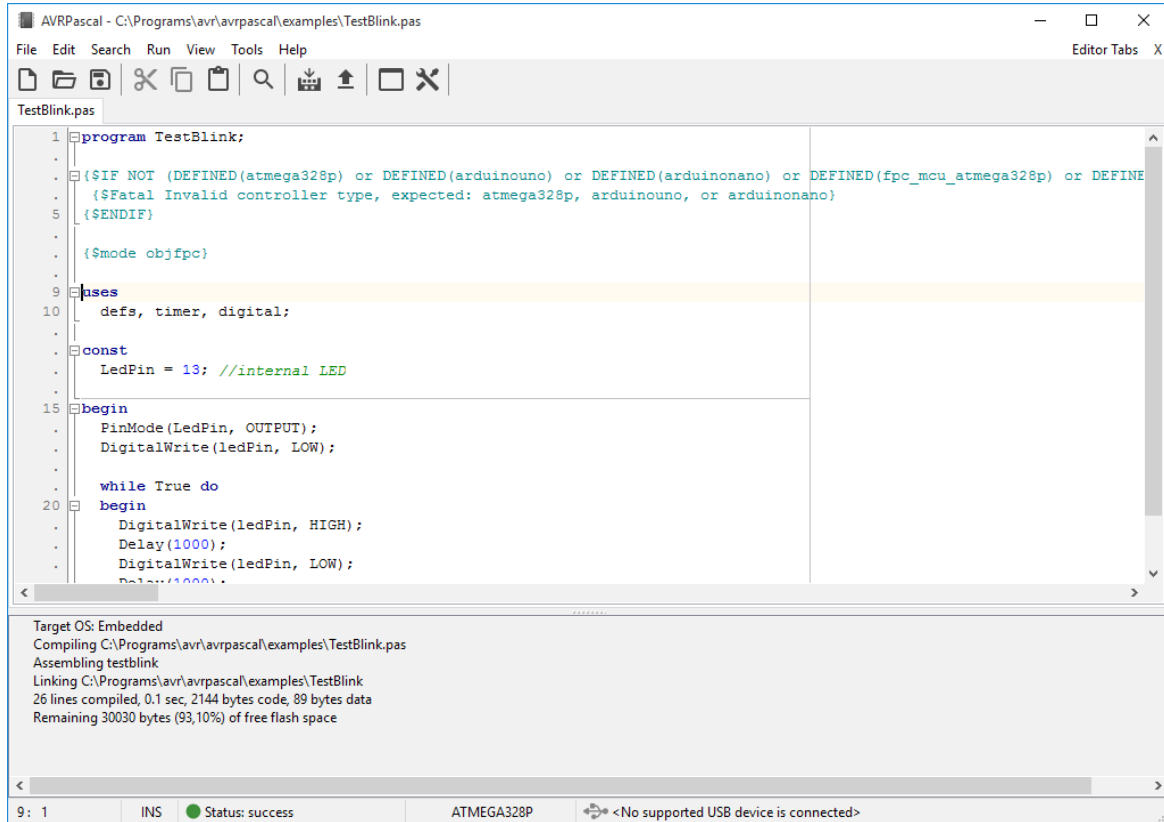 AVRPascal - C:\Programs\avr\avrpascal\examples\TestBlink.pas
File Edit Search Run View Tools Help Editor Tabs X
TestBlink.pas
1 program TestBlink;
.
. {$IF NOT (DEFINED(atmega328p) or DEFINED(arduinouno) or DEFINED(arduinonano) or DEFINED(fpc_mcu_atmega328p) or DEFINE
. {$Fatal Invalid controller type, expected: atmega328p, arduinouno, or arduinonano}
5 {$ENDIF}
.
. {$mode objfpc}
.
9 uses
10 defs, timer, digital;
.
. const
. LedPin = 13; //internal LED
.
15 begin
. PinMode(LedPin, OUTPUT);
. DigitalWrite(ledPin, LOW);
.
. while True do
20 begin
. DigitalWrite(ledPin, HIGH);
. Delay(1000);
. DigitalWrite(ledPin, LOW);
Delay(1000);
Target OS: Embedded
Compiling C:\Programs\avr\avrpascal\examples\TestBlink.pas
Assembling testblink
Linking C:\Programs\avr\avrpascal\examples\TestBlink
26 lines compiled, 0.1 sec, 2144 bytes code, 89 bytes data
Remaining 30030 bytes (93,10%) of free flash space
9: 1 INS Status: success ATMEGA328P <No supported USB device is connected>